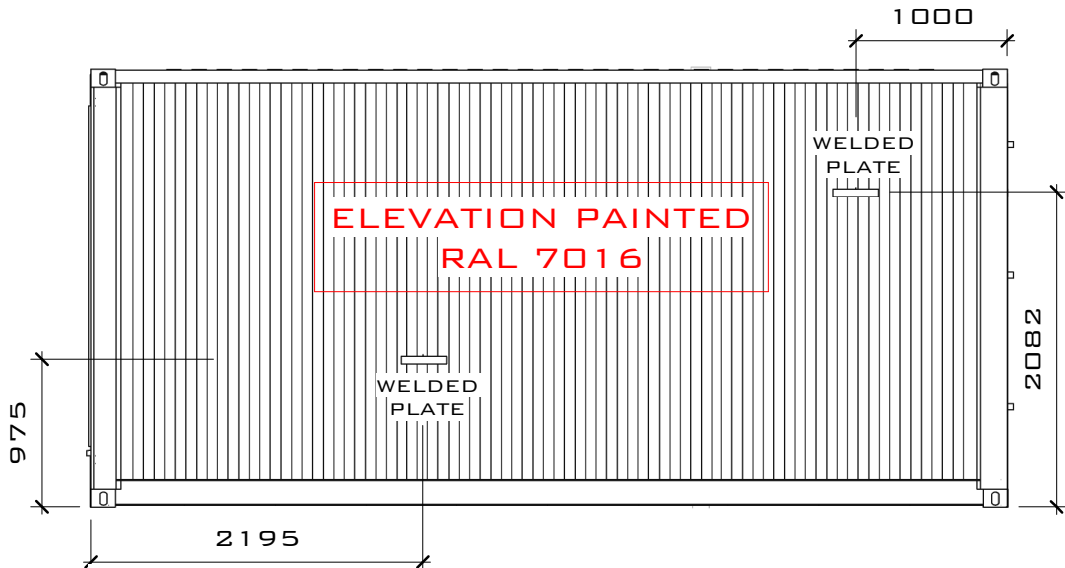 1000
WELDED
PLATE
ELEVATION PAINTED
RAL 7016
2082
WELDED
PLATE
975
2195